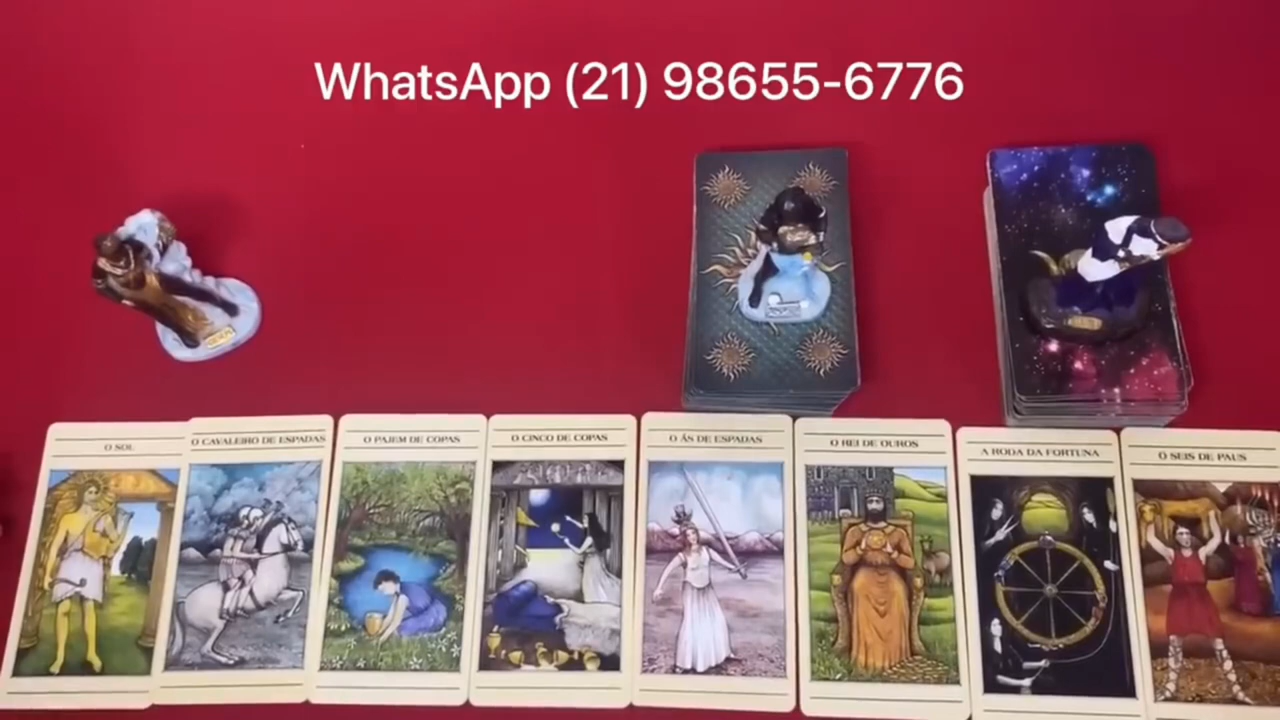 WhatsApp (21) 98655-6776
O SOL
O CAVALEIRO DE ESPADAS
O PAJEM DE COPAS
O CINCO DE COPAS
O ÁS DE ESPADAS
O REI DE OUROS
A RODA DA FORTUNA
O SEIS DE PAUS